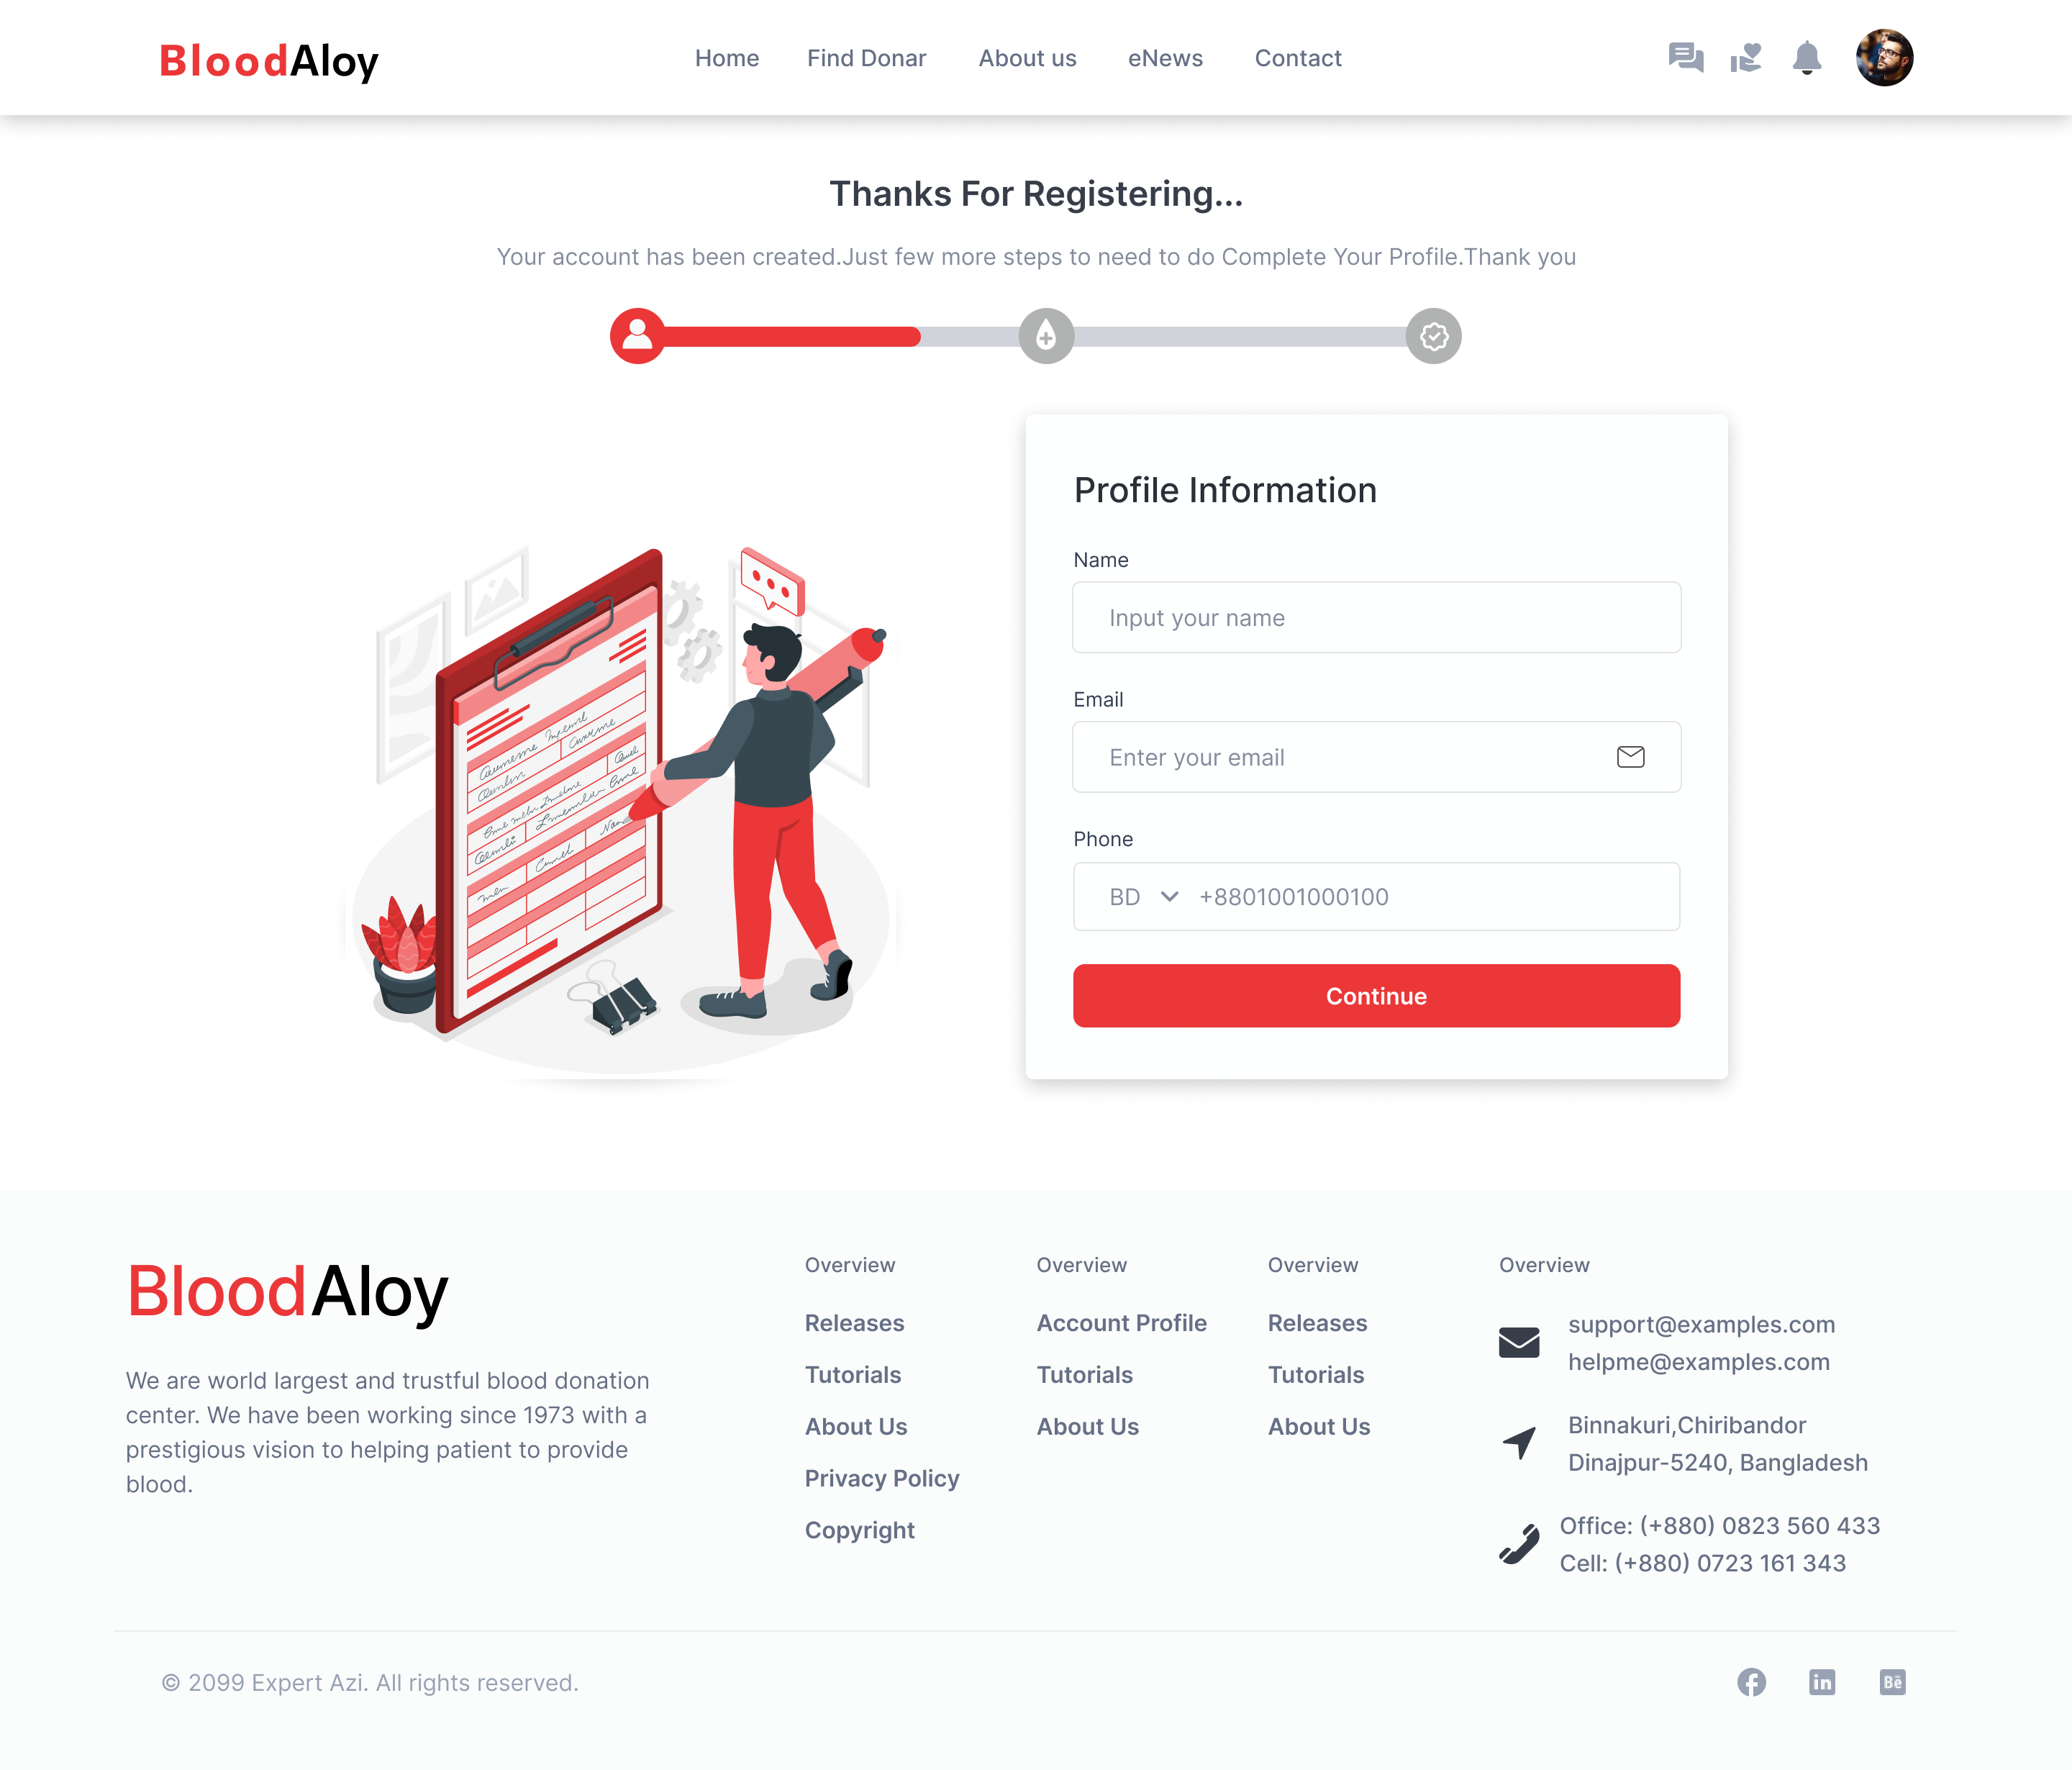 BloodAloy
Home Find Donar About us eNews Contact
Thanks For Registering...
Your account has been created.Just few more steps to need to do Complete Your Profile.Thank you
Profile Information
Name
Input your name
Email
Enter your email
Phone
BD +8801001000100
Continue
BloodAloy
We are world largest and trustful blood donation
center. We have been working since 1973 with a
prestigious vision to helping patient to provide
blood.
Overview
Releases
Tutorials
About Us
Privacy Policy
Copyright
Overview
Account Profile
Tutorials
About Us
Overview
Releases
Tutorials
About Us
Overview
support@examples.com
helpme@examples.com
Binnakuri,Chiribandor
Dinajpur-5240, Bangladesh
Office: (+880) 0823 560 433
Cell: (+880) 0723 161 343
© 2099 Expert Azi. All rights reserved.
f in Bē